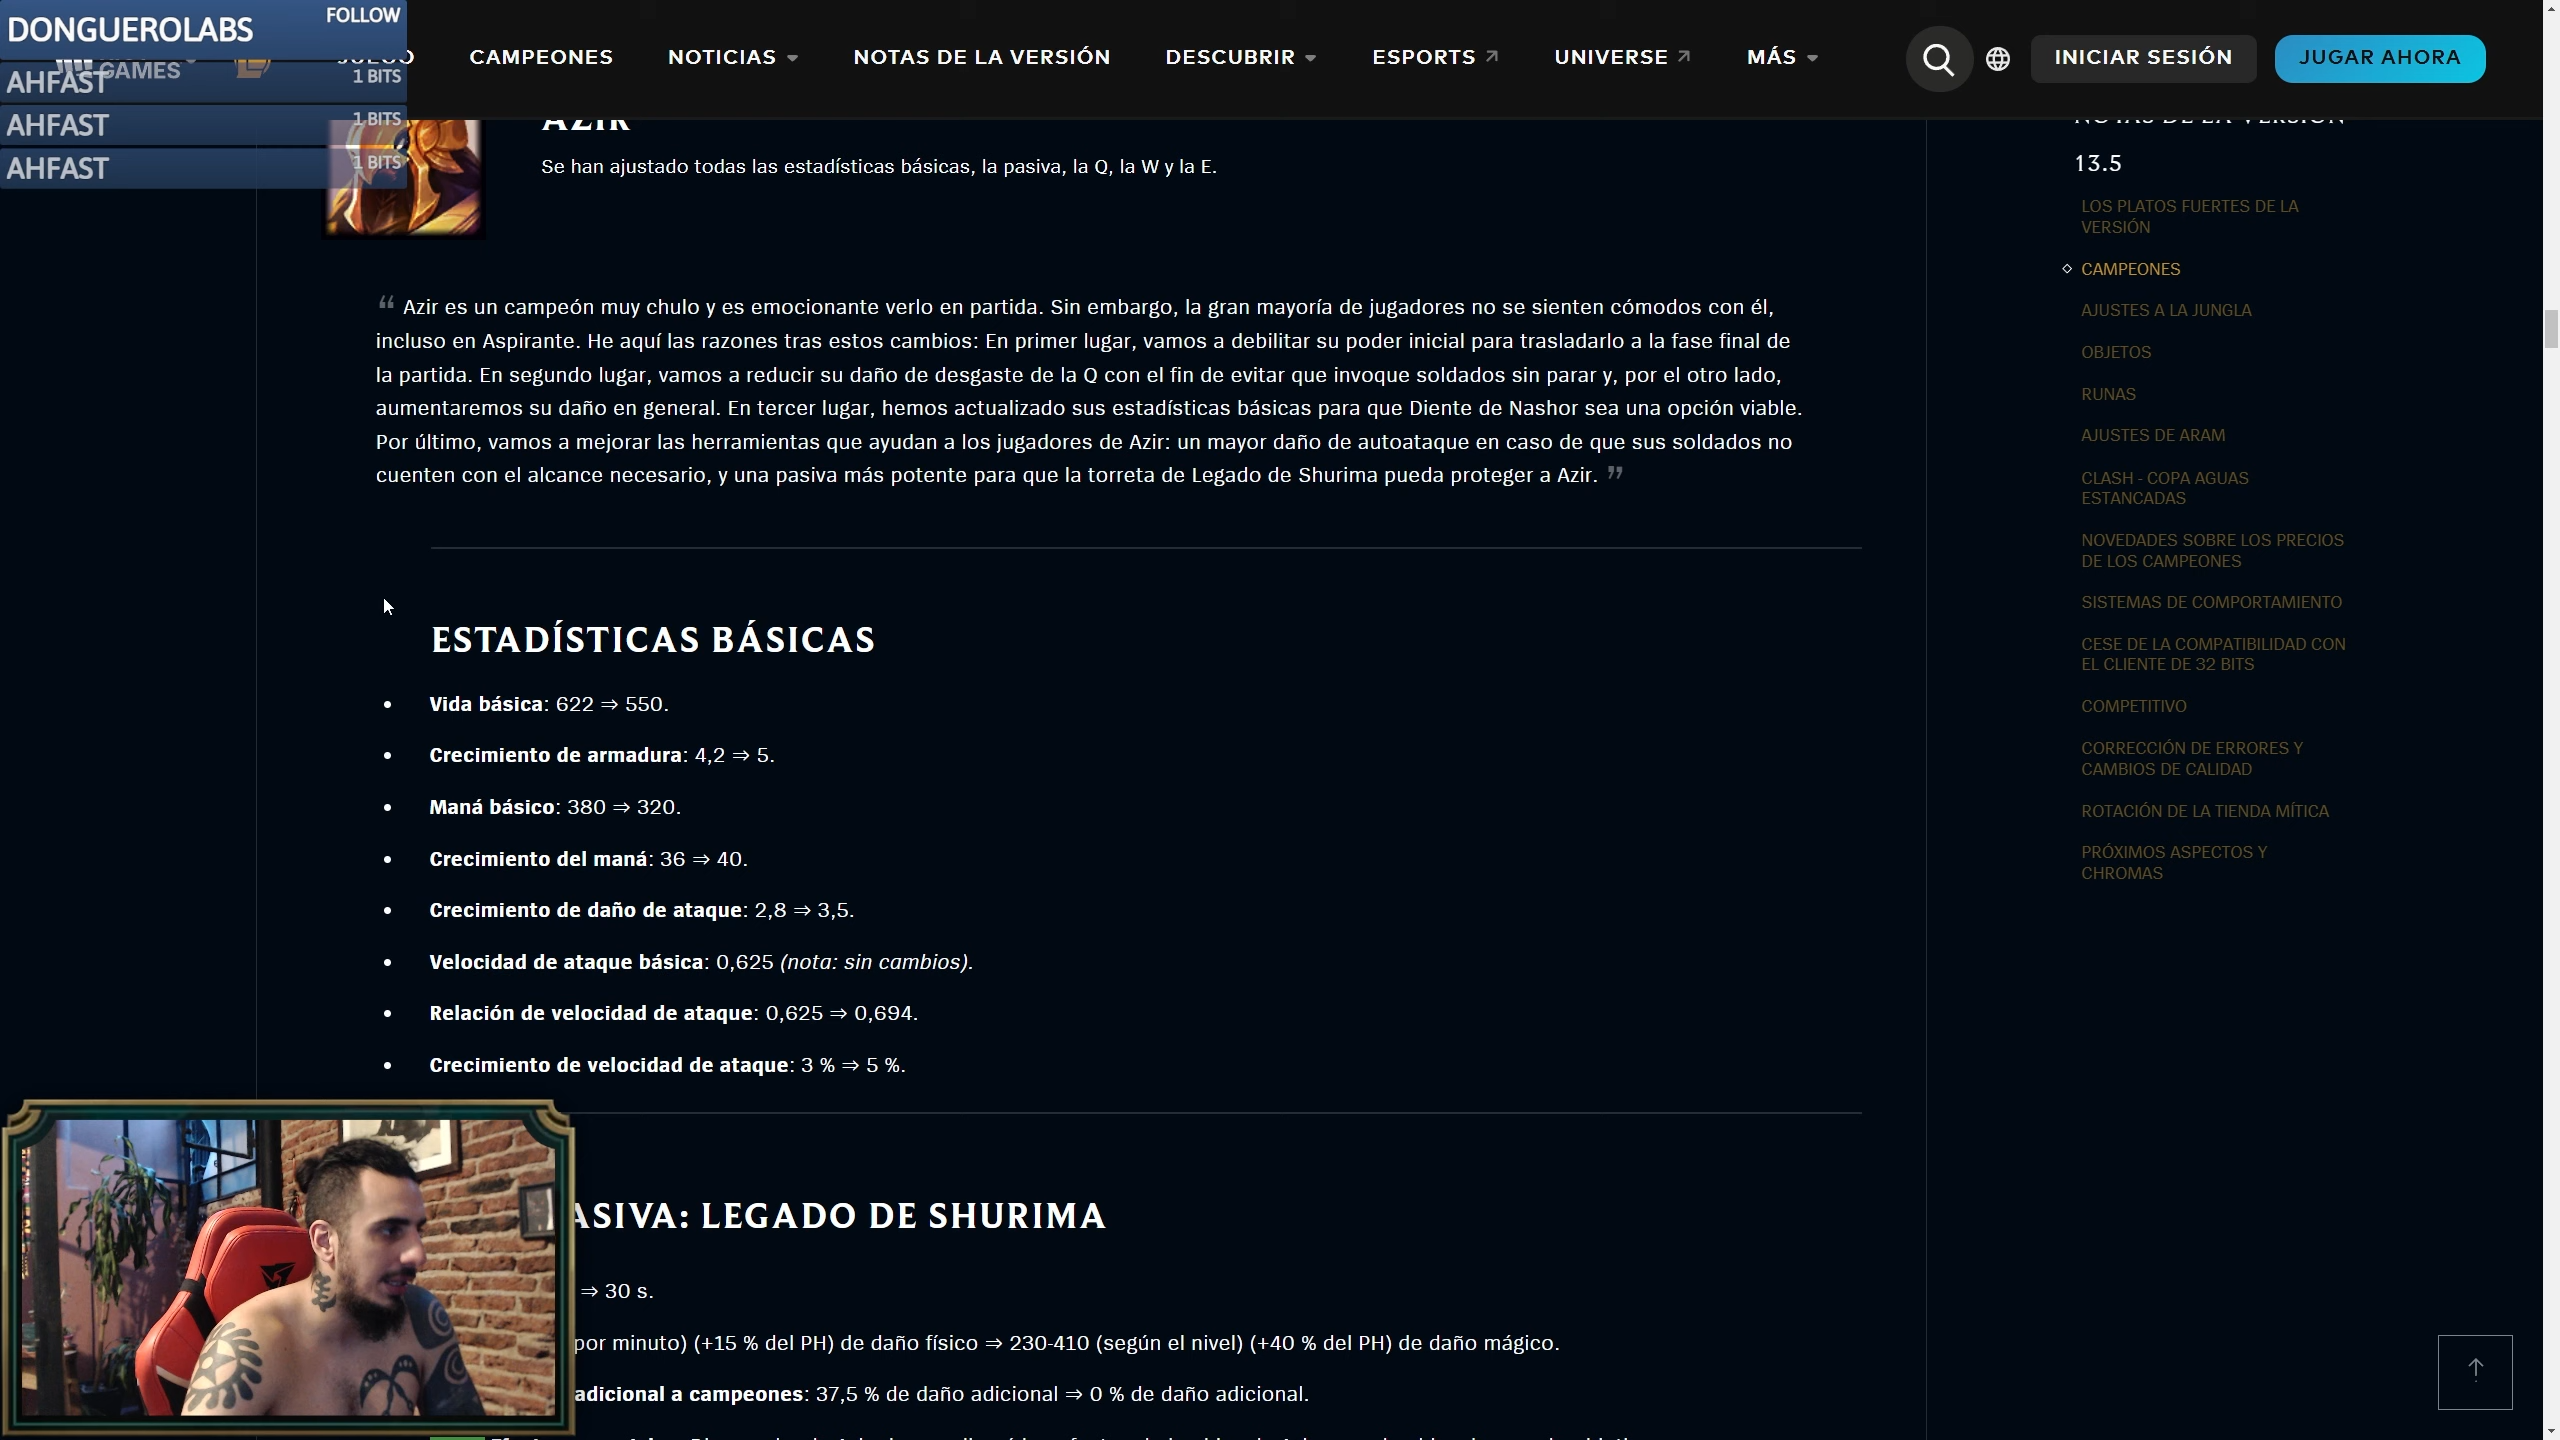 DONGUEROLABS FOLLOW
AHFAST 1 BITS
AHFAST 1 BITS
AHFAST 1 BITS
GAMES
JUEGO CAMPEONES NOTICIAS NOTAS DE LA VERSIÓN DESCUBRIR ESPORTS UNIVERSE MÁS INICIAR SESIÓN JUGAR AHORA
AZIR
Se han ajustado todas las estadísticas básicas, la pasiva, la Q, la W y la E.
“ Azir es un campeón muy chulo y es emocionante verlo en partida. Sin embargo, la gran mayoría de jugadores no se sienten cómodos con él,
incluso en Aspirante. He aquí las razones tras estos cambios: En primer lugar, vamos a debilitar su poder inicial para trasladarlo a la fase final de
la partida. En segundo lugar, vamos a reducir su daño de desgaste de la Q con el fin de evitar que invoque soldados sin parar y, por el otro lado,
aumentaremos su daño en general. En tercer lugar, hemos actualizado sus estadísticas básicas para que Diente de Nashor sea una opción viable.
Por último, vamos a mejorar las herramientas que ayudan a los jugadores de Azir: un mayor daño de autoataque en caso de que sus soldados no
cuenten con el alcance necesario, y una pasiva más potente para que la torreta de Legado de Shurima pueda proteger a Azir. ”
ESTADÍSTICAS BÁSICAS
• Vida básica: 622 ⇒ 550.
• Crecimiento de armadura: 4,2 ⇒ 5.
• Maná básico: 380 ⇒ 320.
• Crecimiento del maná: 36 ⇒ 40.
• Crecimiento de daño de ataque: 2,8 ⇒ 3,5.
• Velocidad de ataque básica: 0,625 (nota: sin cambios).
• Relación de velocidad de ataque: 0,625 ⇒ 0,694.
• Crecimiento de velocidad de ataque: 3 % ⇒ 5 %.
ASIVA: LEGADO DE SHURIMA
⇒ 30 s.
por minuto) (+15 % del PH) de daño físico ⇒ 230-410 (según el nivel) (+40 % del PH) de daño mágico.
adicional a campeones: 37,5 % de daño adicional ⇒ 0 % de daño adicional.
NOTAS DE LA VERSIÓN
13.5
LOS PLATOS FUERTES DE LA
VERSIÓN
CAMPEONES
AJUSTES A LA JUNGLA
OBJETOS
RUNAS
AJUSTES DE ARAM
CLASH - COPA AGUAS
ESTANCADAS
NOVEDADES SOBRE LOS PRECIOS
DE LOS CAMPEONES
SISTEMAS DE COMPORTAMIENTO
CESE DE LA COMPATIBILIDAD CON
EL CLIENTE DE 32 BITS
COMPETITIVO
CORRECCIÓN DE ERRORES Y
CAMBIOS DE CALIDAD
ROTACIÓN DE LA TIENDA MÍTICA
PRÓXIMOS ASPECTOS Y
CHROMAS